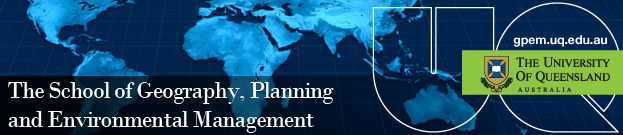 gpem.uq.edu.au
THE UNIVERSITY
OF QUEENSLAND
AUSTRALIA
The School of Geography, Planning
and Environmental Management